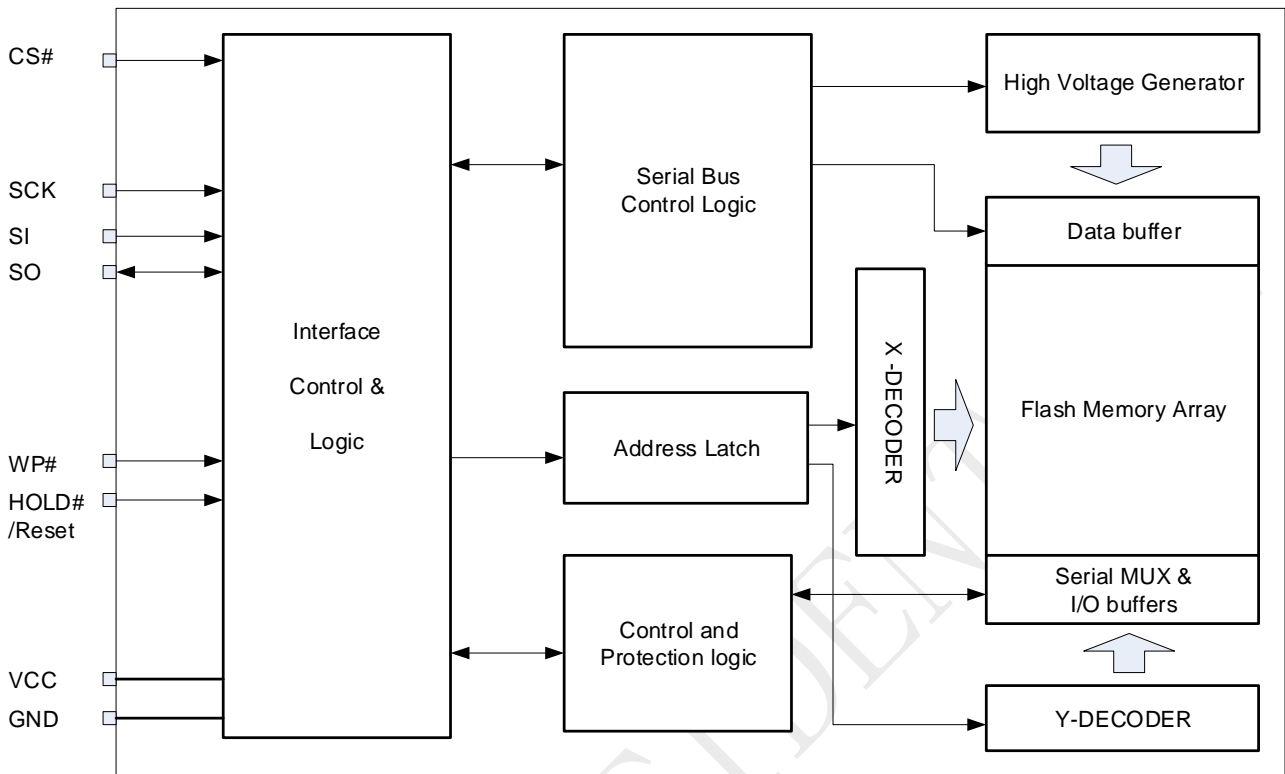 CS#
SCK
SI
SO
WP#
HOLD#
/Reset
VCC
GND
Interface
Control &
Logic
Serial Bus
Control Logic
Address Latch
Control and
Protection logic
X -DECODER
High Voltage Generator
Data buffer
Flash Memory Array
Serial MUX &
I/O buffers
Y-DECODER